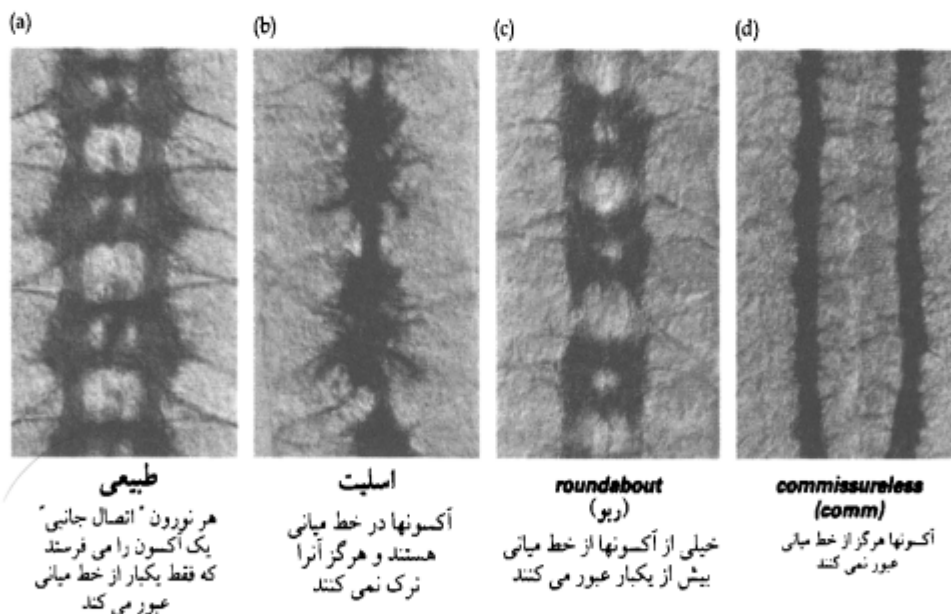 (a)
(b)
(c)
(d)
طبیعی
هر نورون "اتصال جانبی"
یک آکسون را می فرستد
که فقط یکبار از خط میانی
عبور می کند
اسلیت
آکسونها در خط میانی
هستند و هرگز آنرا
ترک نمی کنند
roundabout
(ربو)
خیلی از آکسونها از خط میانی
بیش از یکبار عبور می کنند
commissureless
(comm)
آکسونها هرگز از خط میانی
عبور نمی کنند